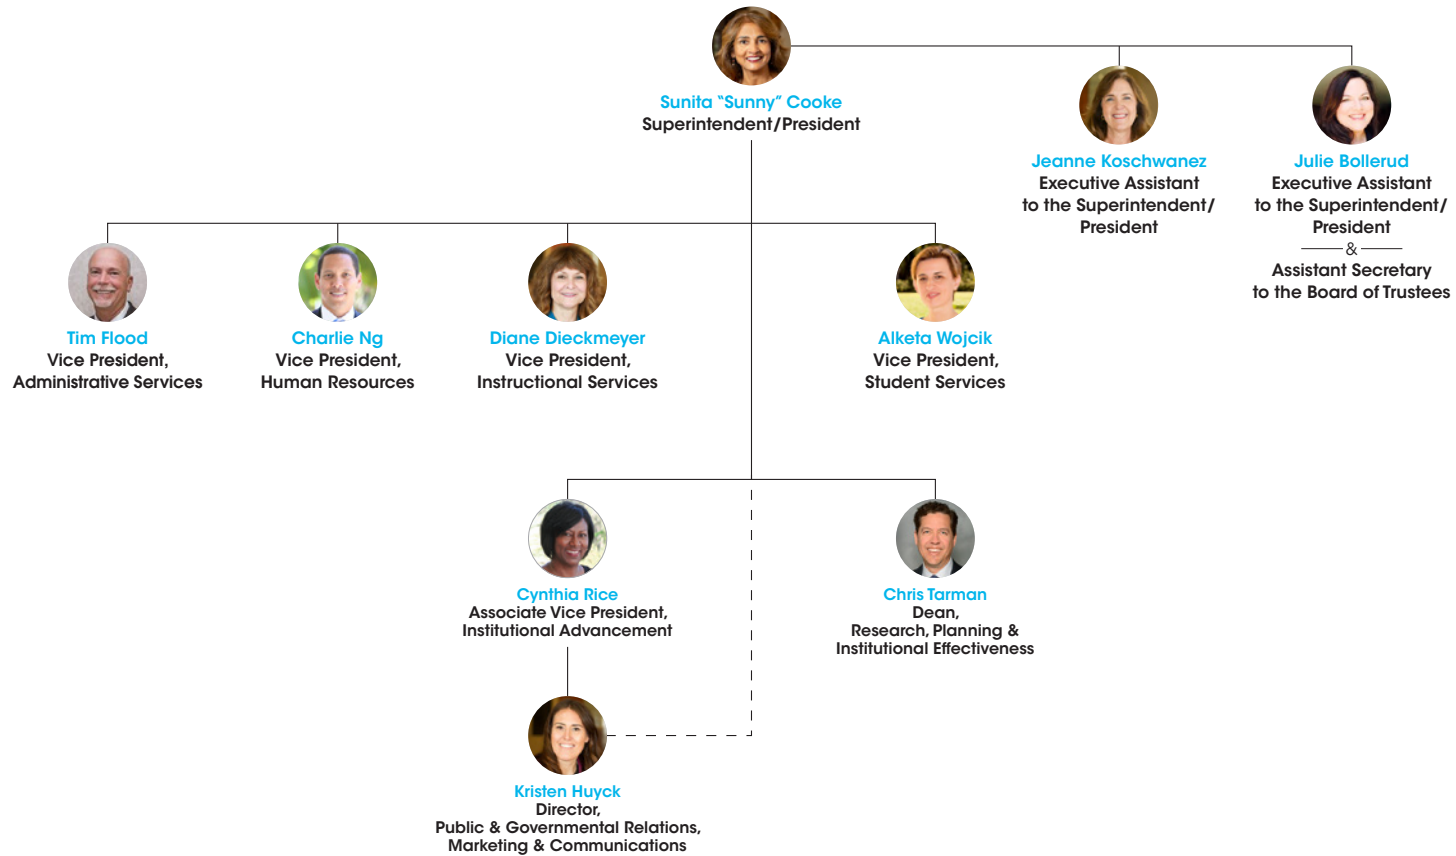 Sunita “Sunny” Cooke
Superintendent/President
Jeanne Koschwanez
Executive Assistant
to the Superintendent/
President
Julie Bollerud
Executive Assistant
to the Superintendent/
President
&
Assistant Secretary
to the Board of Trustees
Tim Flood
Vice President,
Administrative Services
Charlie Ng
Vice President,
Human Resources
Diane Dieckmeyer
Vice President,
Instructional Services
Alketa Wojcik
Vice President,
Student Services
Cynthia Rice
Associate Vice President,
Institutional Advancement
Chris Tarman
Dean,
Research, Planning &
Institutional Effectiveness
Kristen Huyck
Director,
Public & Governmental Relations,
Marketing & Communications